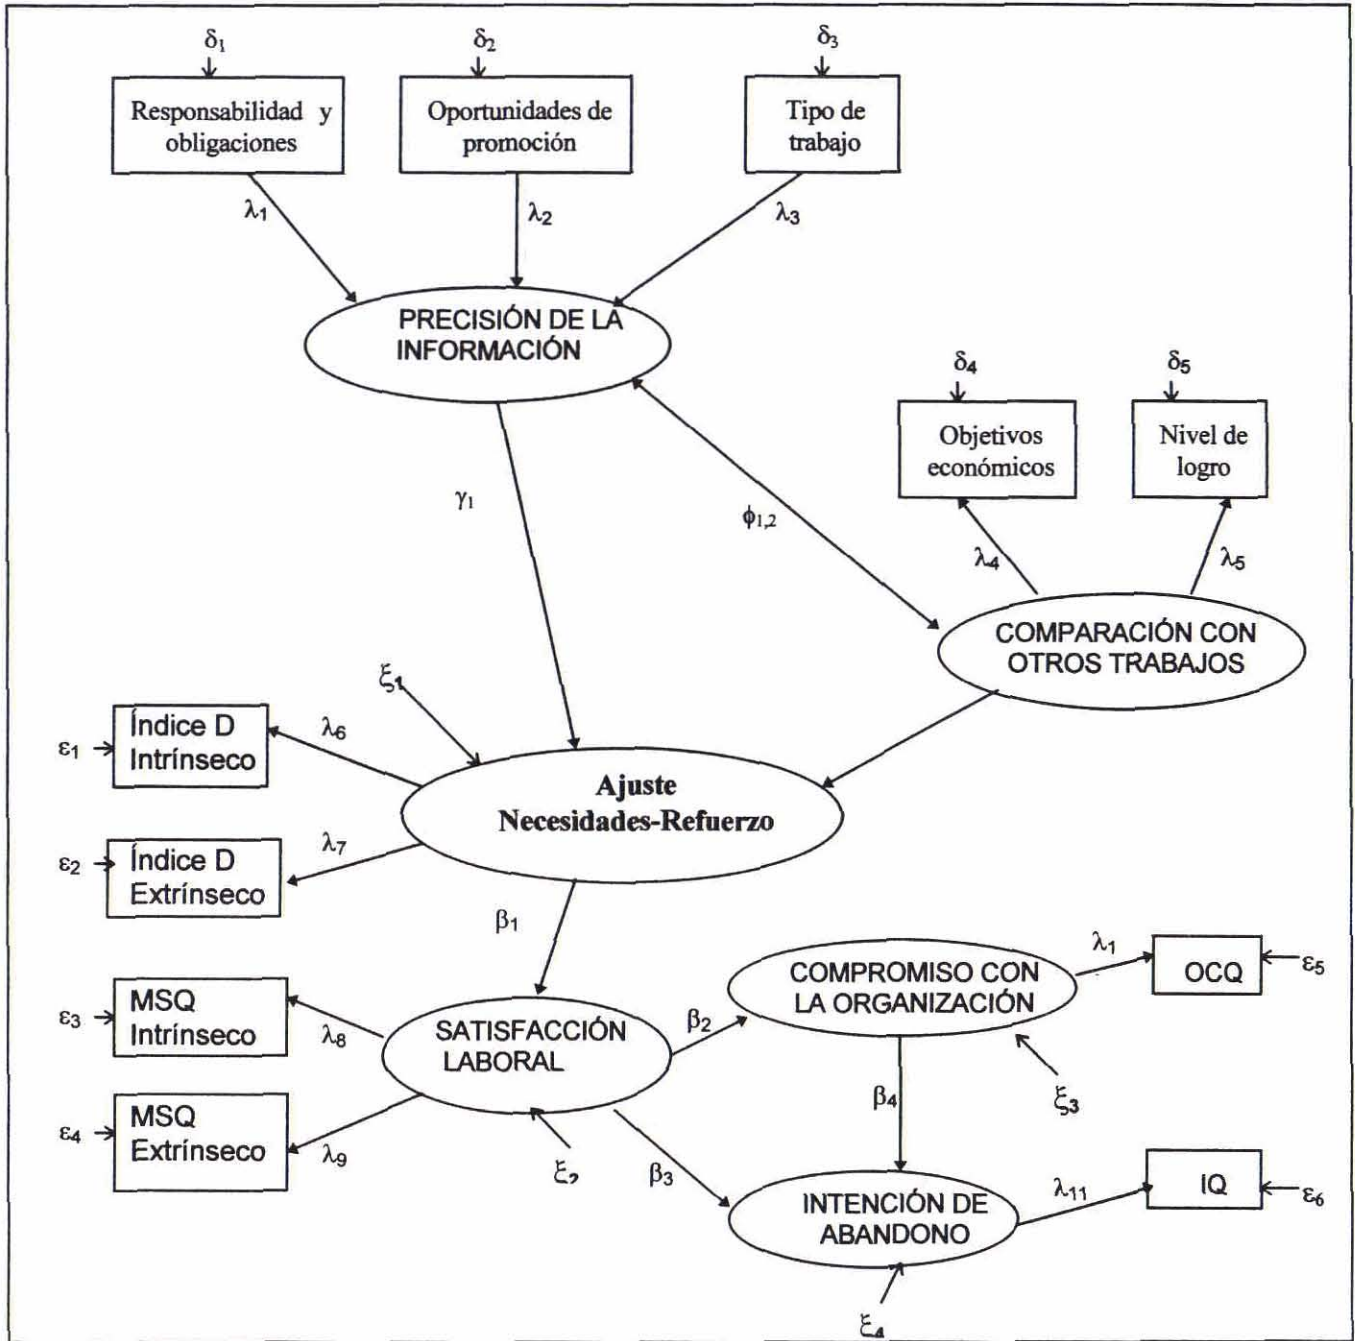 δ1
δ2
δ3
Responsabilidad y
obligaciones
Oportunidades de
promoción
Tipo de
trabajo
λ1
λ2
λ3
PRECISIÓN DE LA
INFORMACIÓN
δ4
δ5
Objetivos
económicos
Nivel de
logro
γ1
ϕ1,2
λ4
λ5
COMPARACIÓN CON
OTROS TRABAJOS
ξ1
ε1
Índice D
Intrínseco
λ6
Ajuste
Necesidades-Refuerzo
ε2
Índice D
Extrínseco
λ7
β1
COMPROMISO CON
LA ORGANIZACIÓN
λ1
OCQ
ε5
ε3
MSQ
Intrínseco
λ8
SATISFACCIÓN
LABORAL
β2
β4
ξ3
ε4
MSQ
Extrínseco
λ9
ξ2
β3
INTENCIÓN DE
ABANDONO
λ11
IQ
ε6
ξ4